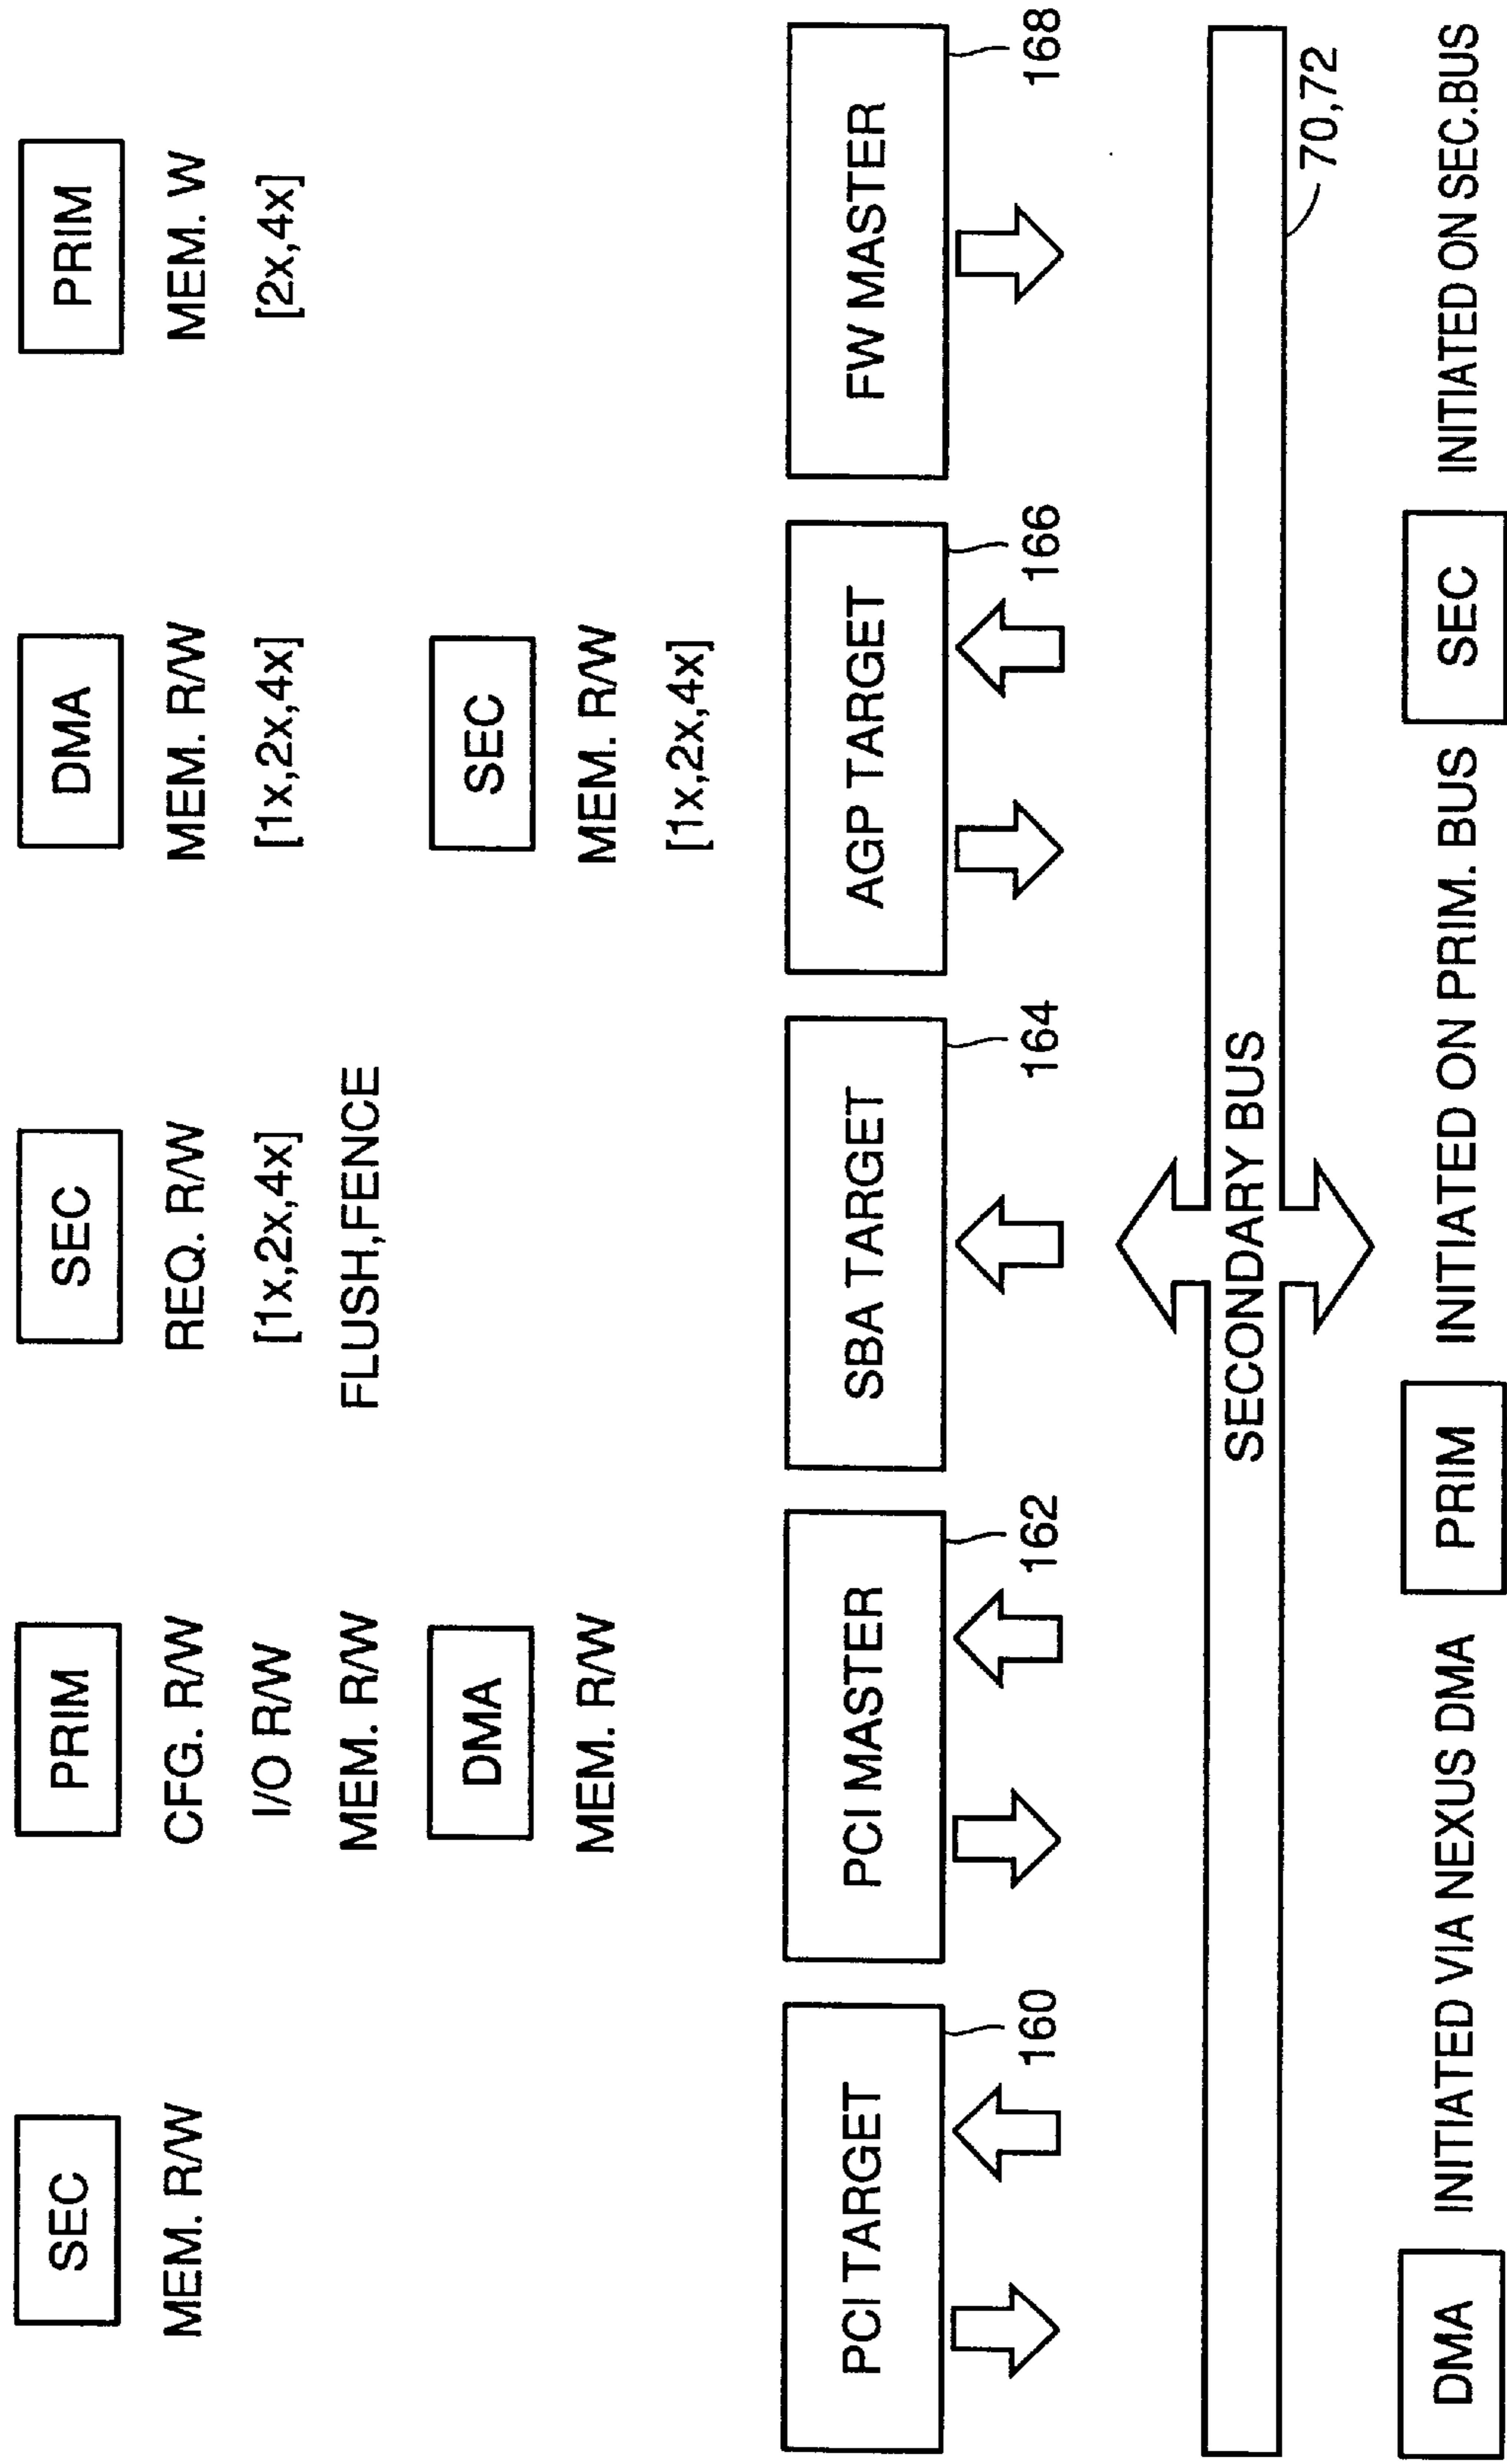 SEC
MEM. R/W
PRIM
CFG. R/W
I/O R/W
MEM. R/W
DMA
MEM. R/W
SEC
REQ. R/W
[1x,2x,4x]
FLUSH,FENCE
DMA
MEM. R/W
[1x,2x,4x]
SEC
MEM. R/W
[1x,2x,4x]
PRIM
MEM. W
[2x,4x]
PCI TARGET
160
PCI MASTER
162
SBA TARGET
164
AGP TARGET
166
FW MASTER
168
SECONDARY BUS
70,72
DMA INITIATED VIA NEXUS DMA
PRIM INITIATED ON PRIM. BUS
SEC INITIATED ON SEC.BUS